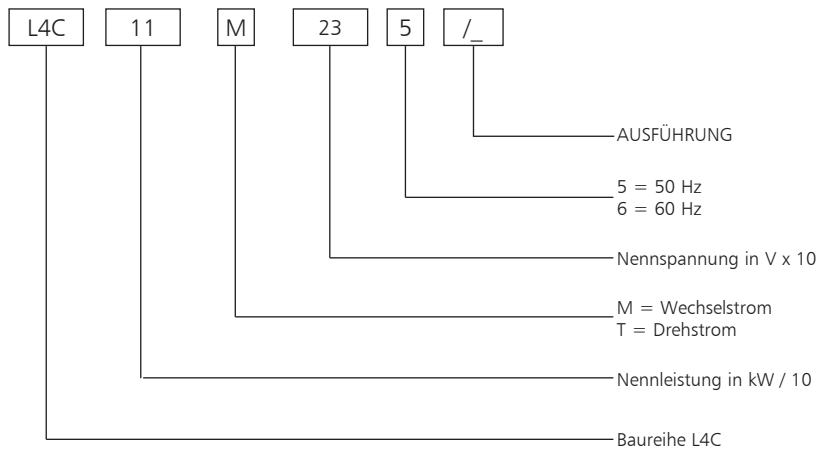 L4C 11 M 23 5 /_
AUSFÜHRUNG
5 = 50 Hz
6 = 60 Hz
Nennspannung in V x 10
M = Wechselstrom
T = Drehstrom
Nennleistung in kW / 10
Baureihe L4C